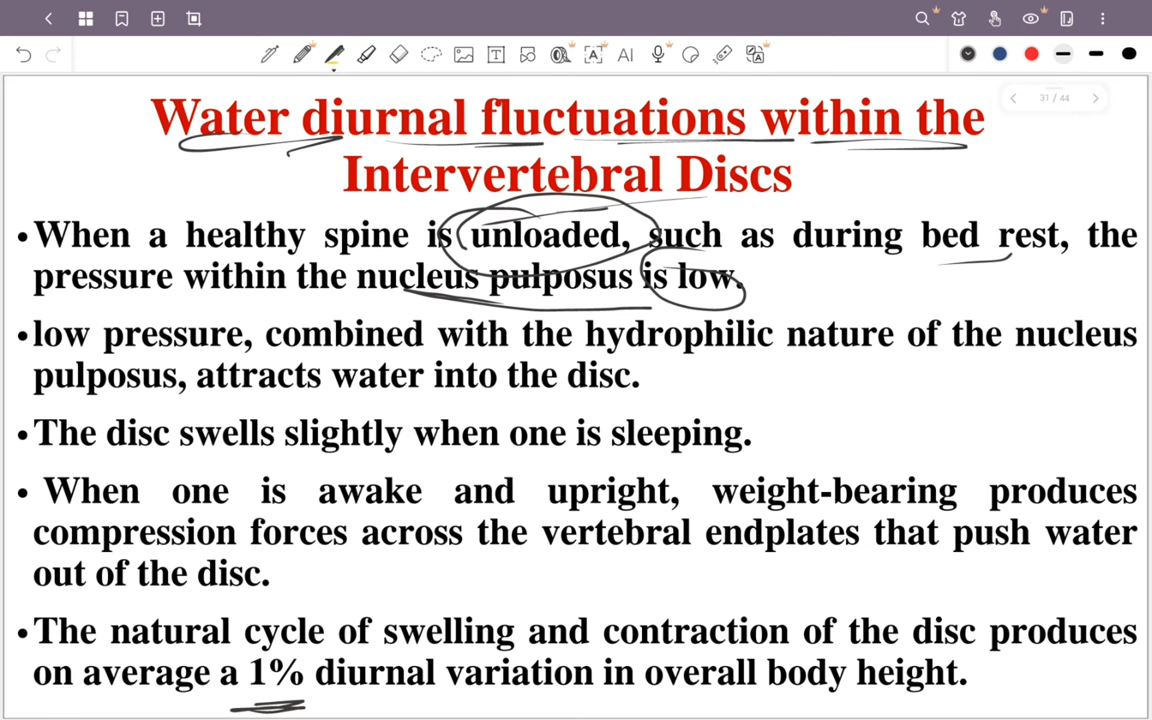 AI
31 / 44
Water diurnal fluctuations within the
Intervertebral Discs
•When a healthy spine is unloaded, such as during bed rest, the
pressure within the nucleus pulposus is low.
•low pressure, combined with the hydrophilic nature of the nucleus
pulposus, attracts water into the disc.
•The disc swells slightly when one is sleeping.
• When one is awake and upright, weight-bearing produces
compression forces across the vertebral endplates that push water
out of the disc.
•The natural cycle of swelling and contraction of the disc produces
on average a 1% diurnal variation in overall body height.